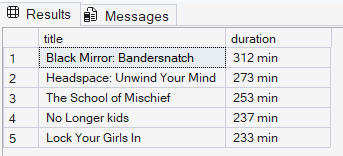 Results Messages
title duration
1 Black Mirror: Bandersnatch 312 min
2 Headspace: Unwind Your Mind 273 min
3 The School of Mischief 253 min
4 No Longer kids 237 min
5 Lock Your Girls In 233 min